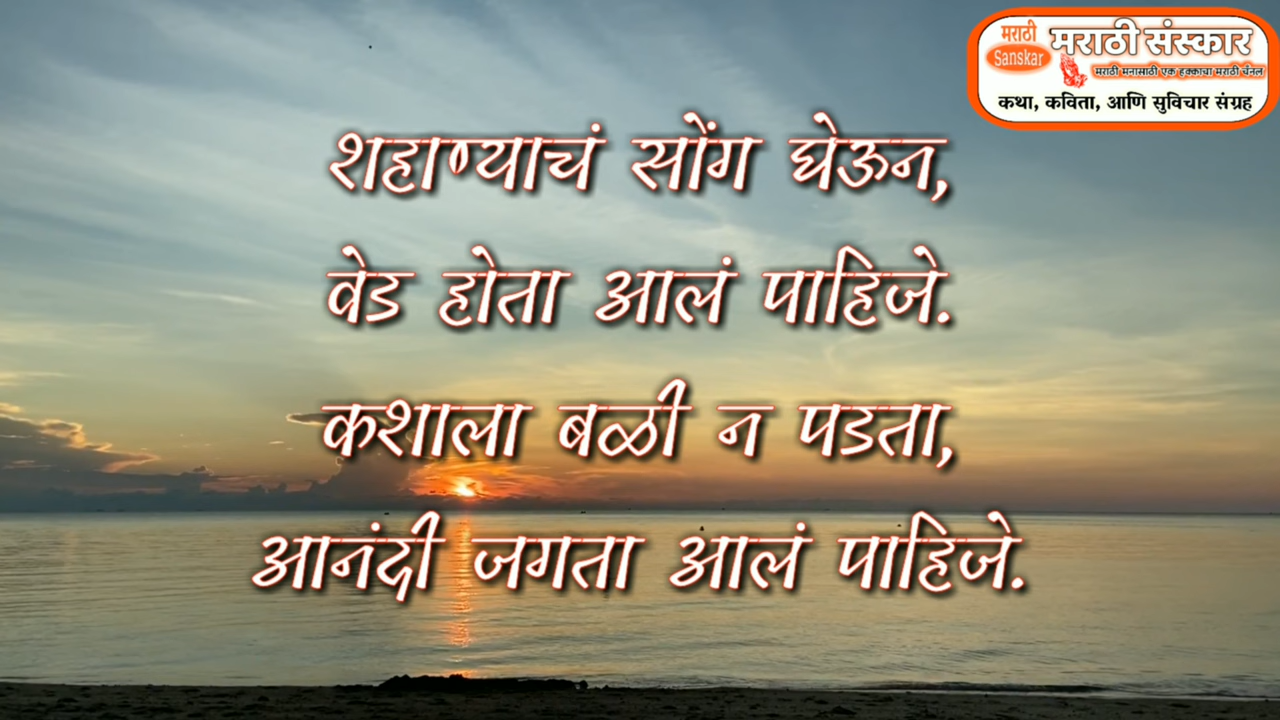 मराठी
Sanskar
मराठी संस्कार
मराठी मनासाठी एक हक्काचा मराठी चॅनल
कथा, कविता, आणि सुविचार संग्रह
शहाण्याचं सोंग घेऊन,
वेड होता आलं पाहिजे.
कशाला बळी न पडता,
आनंदी जगता आलं पाहिजे.